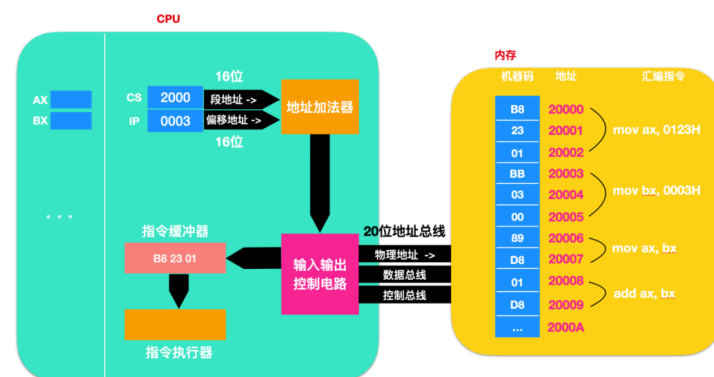 CPU
16位
AX
BX
CS 2000 段地址 ->
IP 0003 偏移地址 ->
16位
地址加法器
...
指令缓冲器
B8 23 01
指令执行器
输入输出
控制电路
20位地址总线
物理地址 ->
数据总线
控制总线
内存
机器码 地址 汇编指令
B8 20000
23 20001 mov ax, 0123H
01 20002
BB 20003
03 20004 mov bx, 0003H
00 20005
89 20006
mov ax, bx
D8 20007
01 20008
add ax, bx
D8 20009
... 2000A